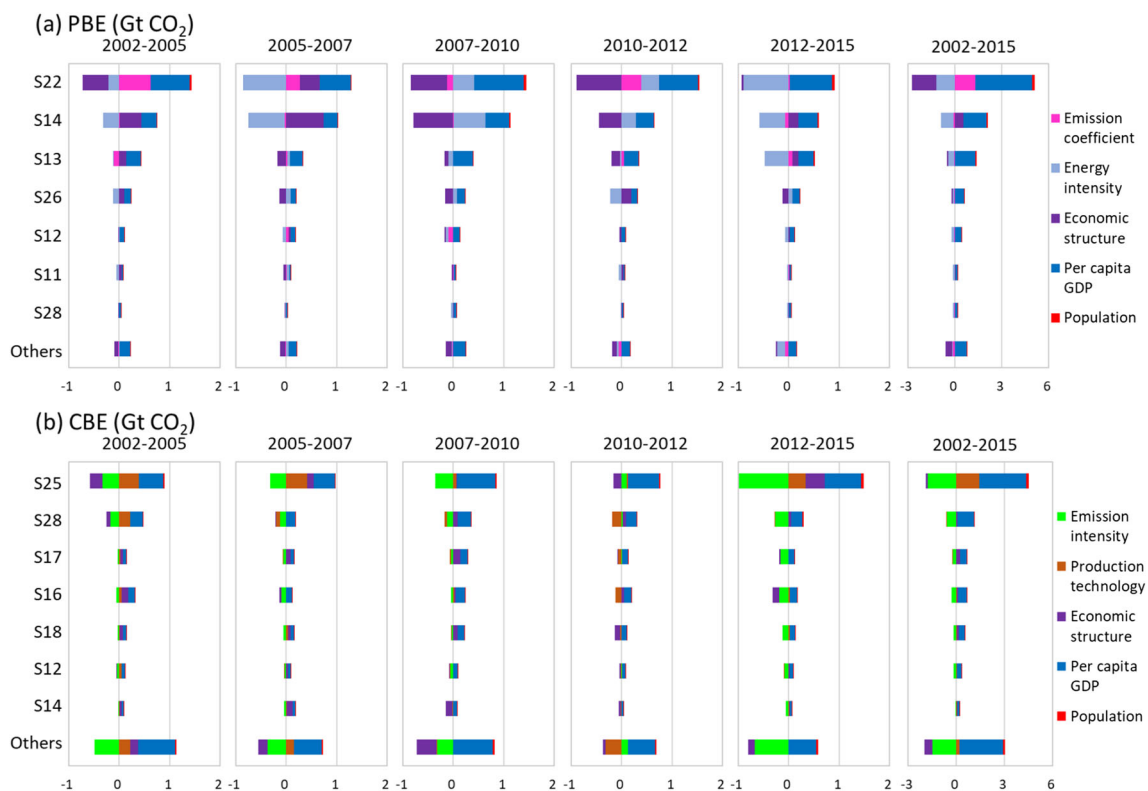 (a) PBE (Gt CO₂)
2002-2005 2005-2007 2007-2010 2010-2012 2012-2015 2002-2015
S22
S14
S13
S26
S12
S11
S28
Others
Emission
coefficient
Energy
intensity
Economic
structure
Per capita
GDP
Population
-1 0 1 2 -1 0 1 2 -1 0 1 2 -1 0 1 2 -1 0 1 2 -3 0 3 6
(b) CBE (Gt CO₂)
2002-2005 2005-2007 2007-2010 2010-2012 2012-2015 2002-2015
S25
S28
S17
S16
S18
S12
S14
Others
Emission
intensity
Production
technology
Economic
structure
Per capita
GDP
Population
-1 0 1 2 -1 0 1 2 -1 0 1 2 -1 0 1 2 -1 0 1 2 -3 0 3 6